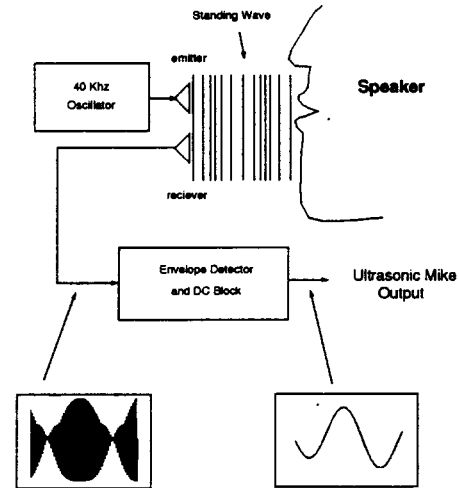 Standing Wave
emitter
40 Khz
Oscillator
Speaker
reciever
Envelope Detector
and DC Block
Ultrasonic Mike
Output